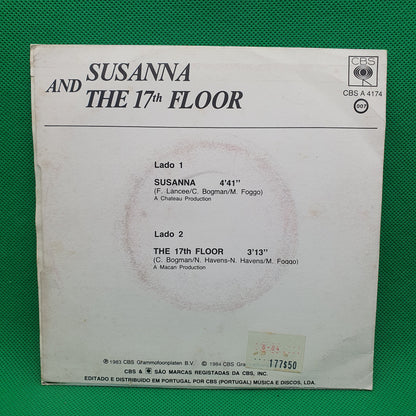 SUSANNA
AND THE 17th FLOOR
CBS
CBS A 4174
007
Lado 1
SUSANNA 4'41''
(F. Lancee/C. Bogman/M. Foggo)
A Chateau Production
Lado 2
THE 17th FLOOR 3'13''
(C. Bogman/N. Havens-N. Havens/M. Foggo)
A Macan Production
177$50
℗ 1983 CBS Grammofoonplaten B.V. © 1984 CBS
CBS & SÃO MARCAS REGISTADAS DA CBS, INC.
EDITADO E DISTRIBUIDO EM PORTUGAL POR CBS (PORTUGAL) MÚSICA E DISCOS, LDA.